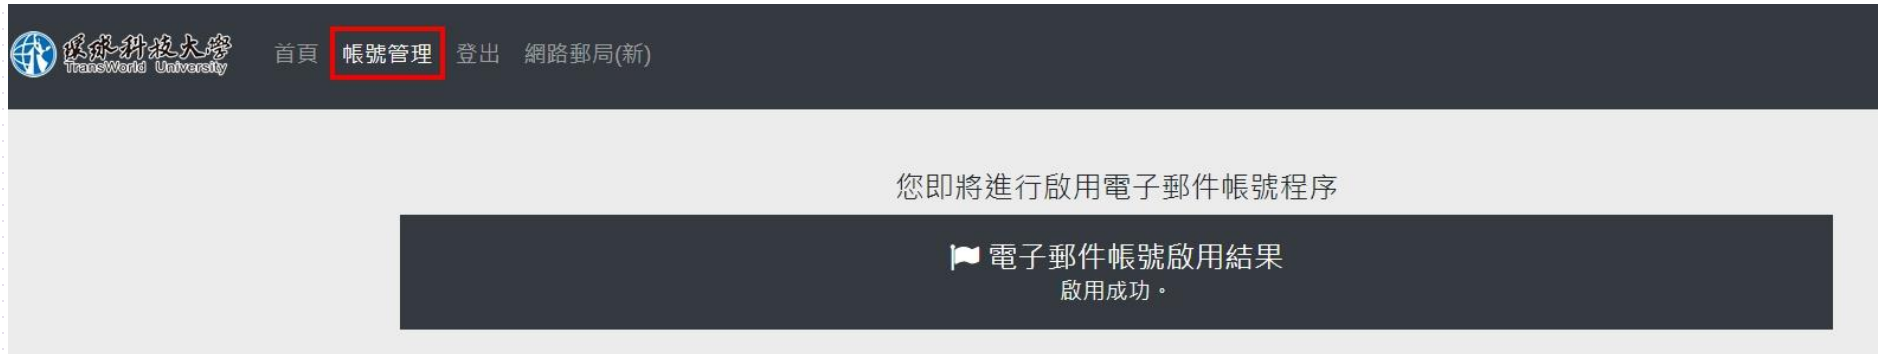 環球科技大學
TransWorld University
首頁 帳號管理 登出 網路郵局(新)
您即將進行啟用電子郵件帳號程序
電子郵件帳號啟用結果
啟用成功。